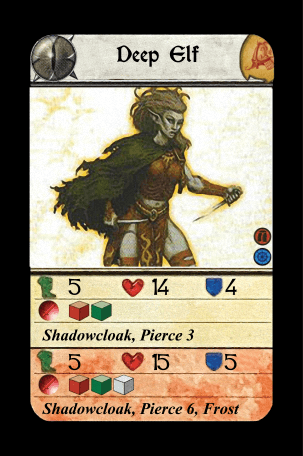 Deep Elf
5 14 4
Shadowcloak, Pierce 3
5 15 5
Shadowcloak, Pierce 6, Frost